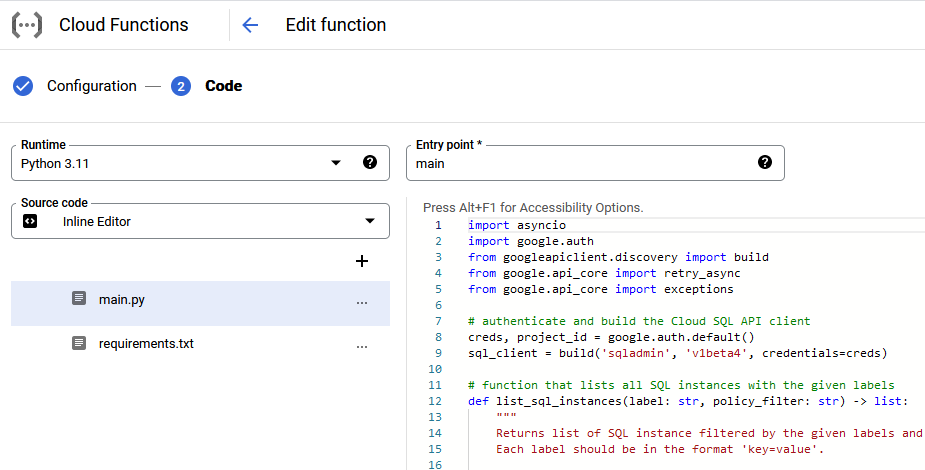 Cloud Functions
Edit function
Configuration — 2 Code
Runtime
Python 3.11
Entry point *
main
Source code
Inline Editor
main.py
requirements.txt
Press Alt+F1 for Accessibility Options.
1 import asyncio
2 import google.auth
3 from googleapiclient.discovery import build
4 from google.api_core import retry_async
5 from google.api_core import exceptions
6
7 # authenticate and build the Cloud SQL API client
8 creds, project_id = google.auth.default()
9 sql_client = build('sqladmin', 'v1beta4', credentials=creds)
10
11 # function that lists all SQL instances with the given labels
12 def list_sql_instances(label: str, policy_filter: str) -> list:
13     """
14     Returns list of SQL instance filtered by the given labels and
15     Each label should be in the format 'key=value'.
16